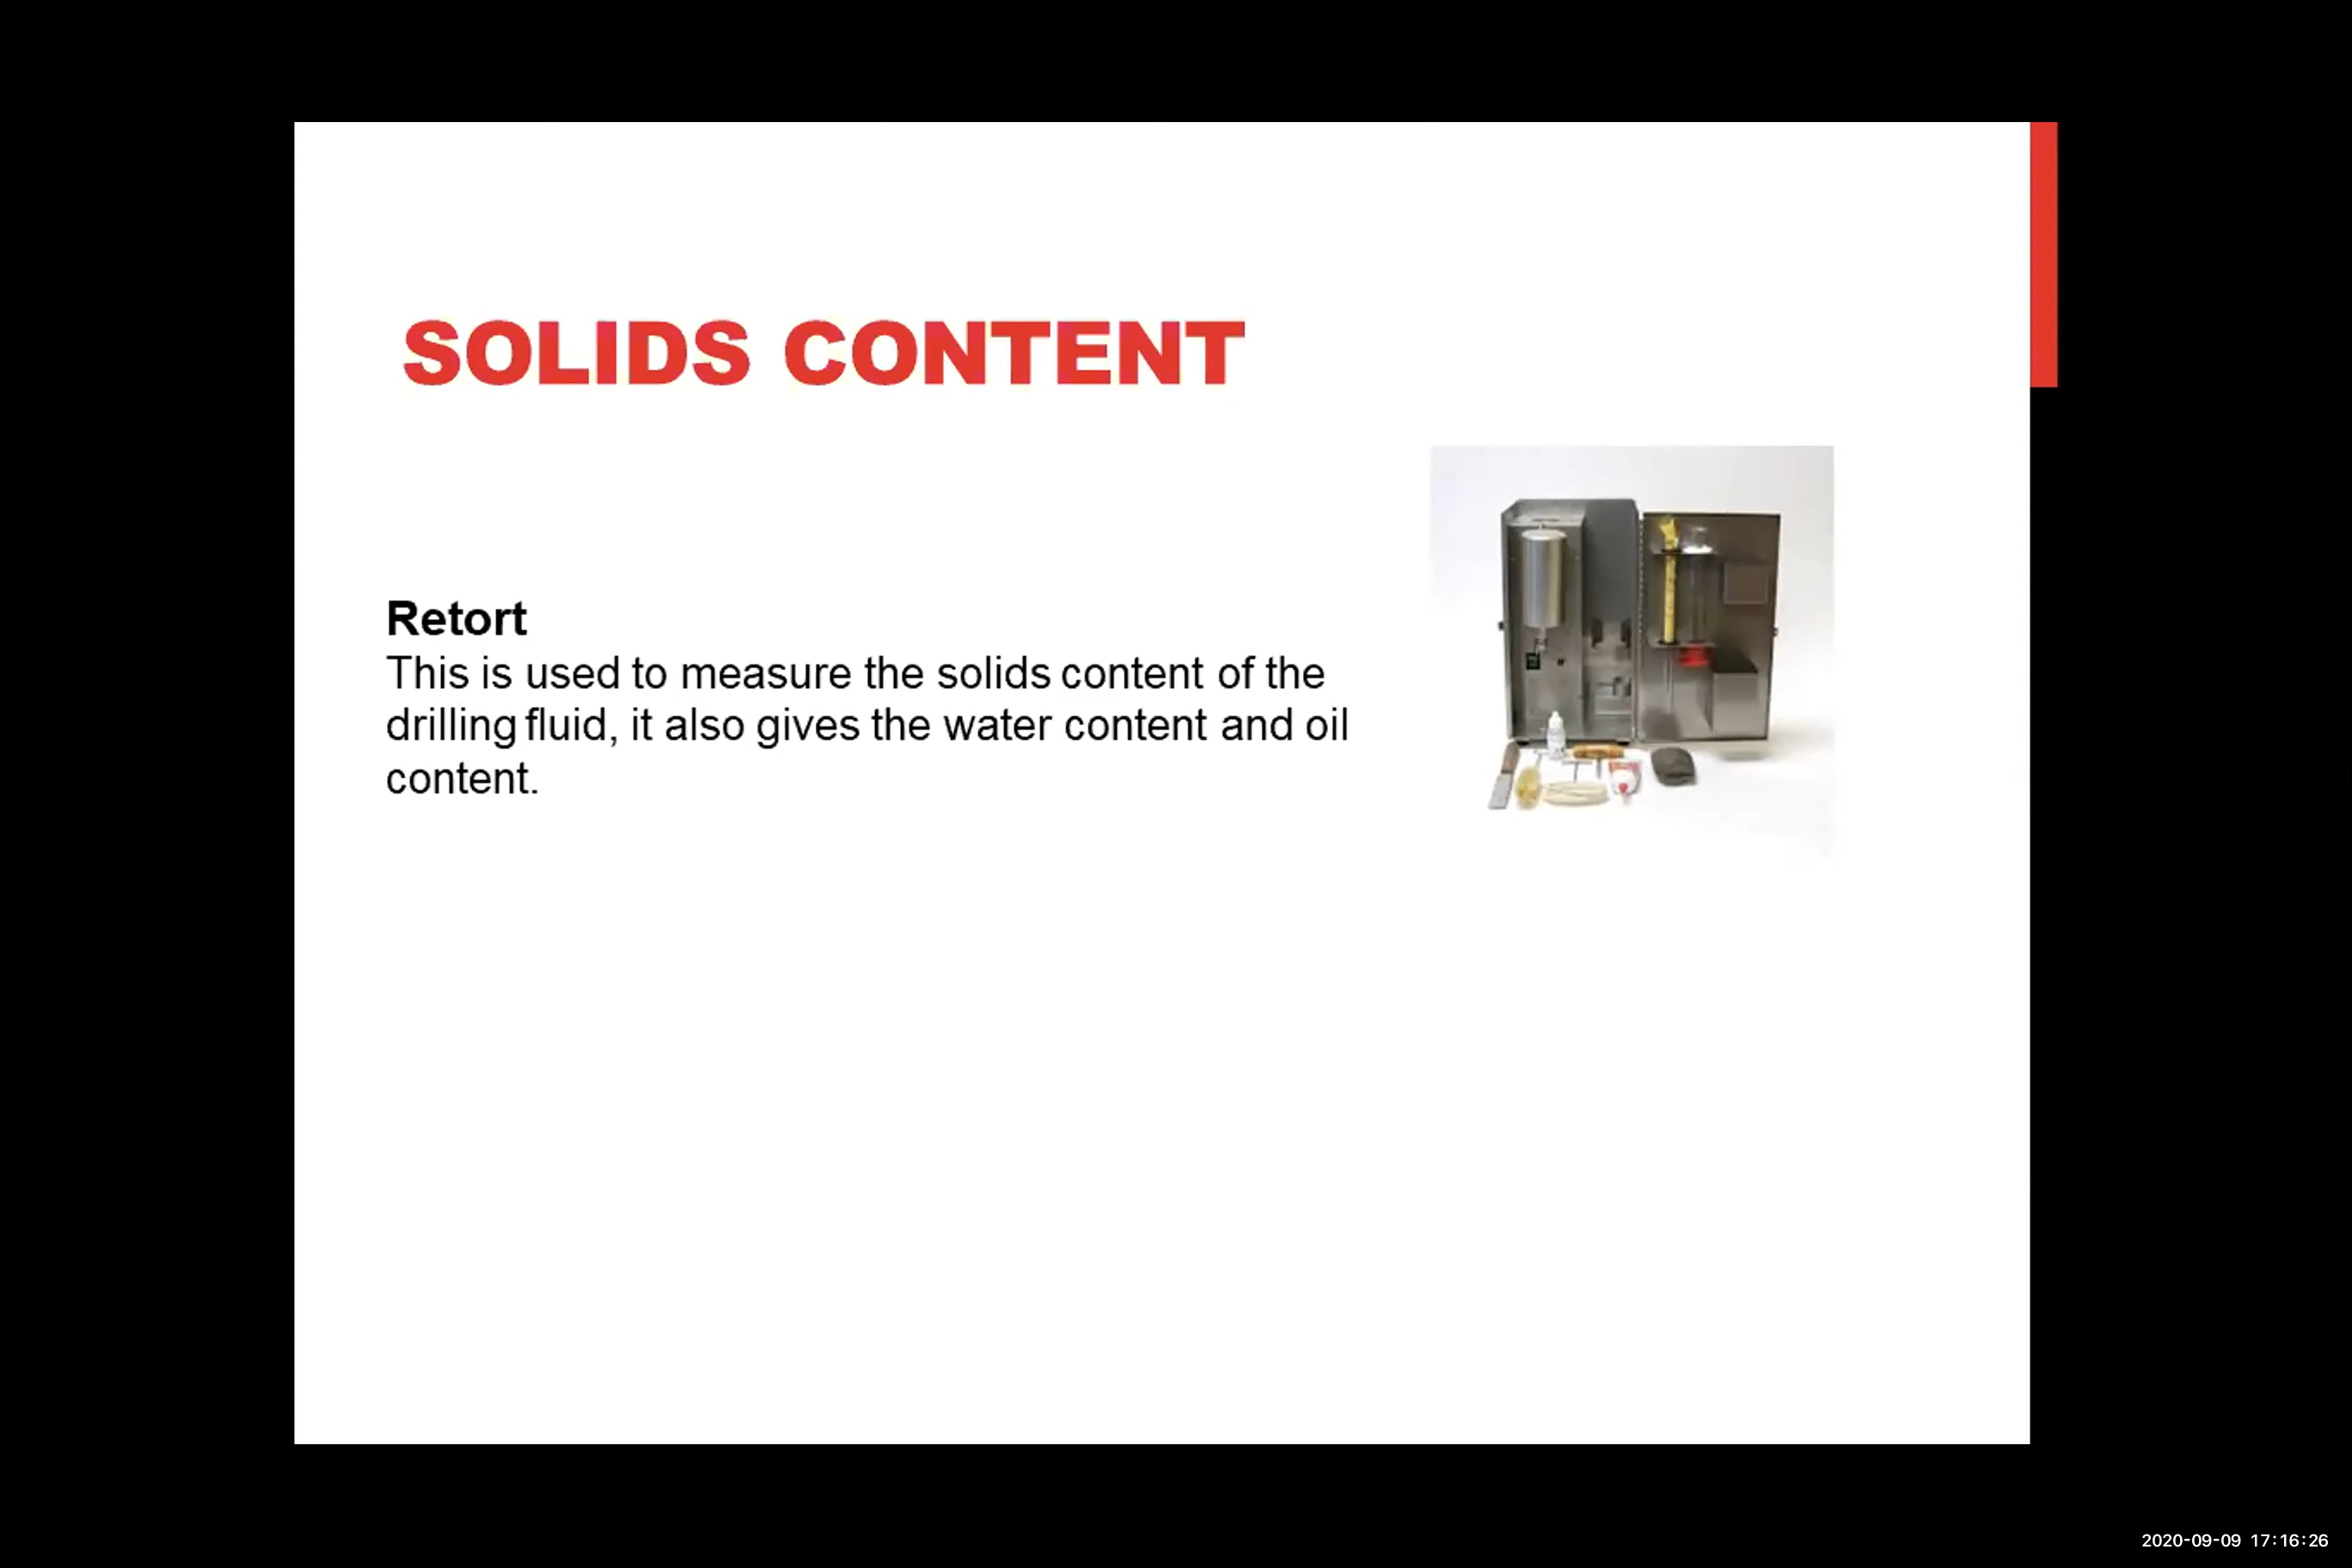 SOLIDS CONTENT
Retort
This is used to measure the solids content of the
drilling fluid, it also gives the water content and oil
content.
2020-09-09 17:16:26